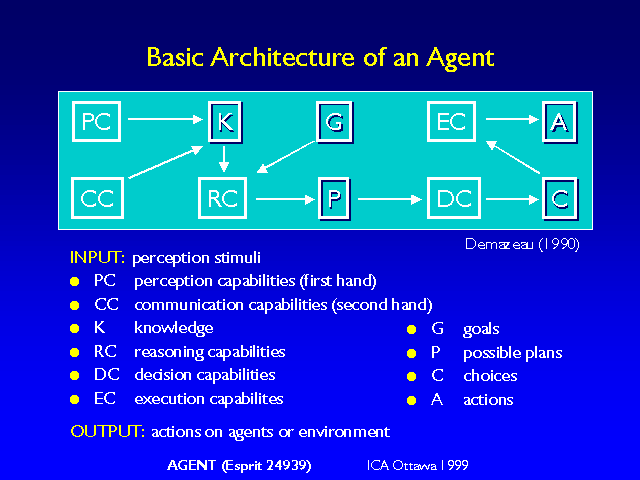 Basic Architecture of an Agent
PC K G EC A
CC RC P DC C
Demazeau (1990)
INPUT: perception stimuli
● PC perception capabilities (first hand)
● CC communication capabilities (second hand)
● K knowledge
● RC reasoning capabilities
● DC decision capabilities
● EC execution capabilites
● G goals
● P possible plans
● C choices
● A actions
OUTPUT: actions on agents or environment
AGENT (Esprit 24939) ICA Ottawa 1999